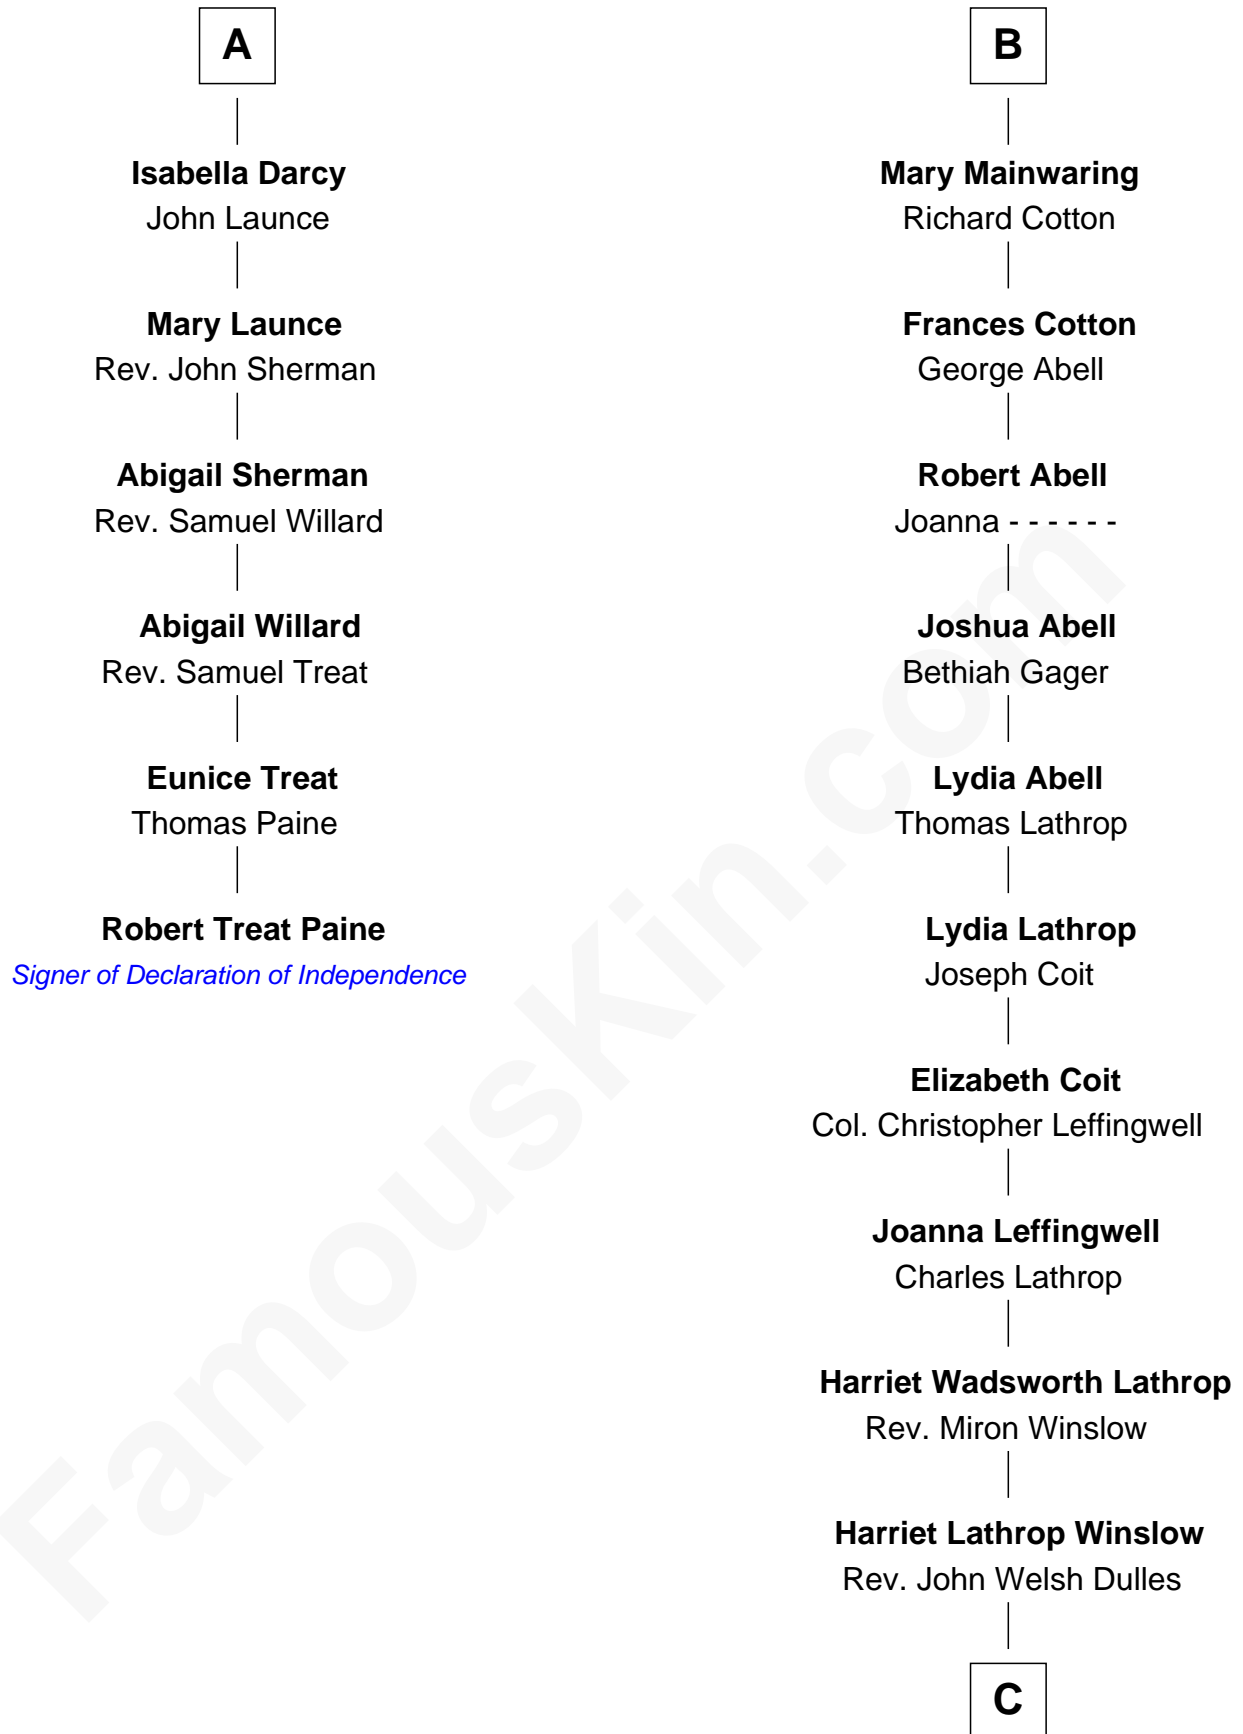 A
Isabella Darcy
John Launce
Mary Launce
Rev. John Sherman
Abigail Sherman
Rev. Samuel Willard
Abigail Willard
Rev. Samuel Treat
Eunice Treat
Thomas Paine
Robert Treat Paine
Signer of Declaration of Independence
B
Mary Mainwaring
Richard Cotton
Frances Cotton
George Abell
Robert Abell
Joanna - - - - - -
Joshua Abell
Bethiah Gager
Lydia Abell
Thomas Lathrop
Lydia Lathrop
Joseph Coit
Elizabeth Coit
Col. Christopher Leffingwell
Joanna Leffingwell
Charles Lathrop
Harriet Wadsworth Lathrop
Rev. Miron Winslow
Harriet Lathrop Winslow
Rev. John Welsh Dulles
C
FamousKin.com